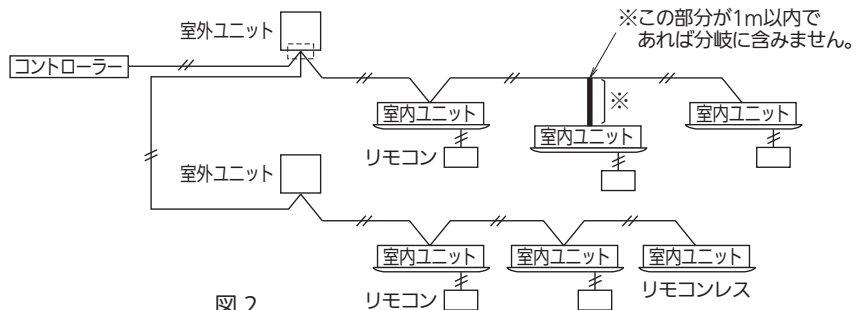 ※この部分が1m以内で
あれば分岐に含みません。
室外ユニット
コントローラー
※
室内ユニット
室内ユニット
室内ユニット
リモコン
室外ユニット
室内ユニット
室内ユニット
室内ユニット
リモコン
リモコンレス
図2